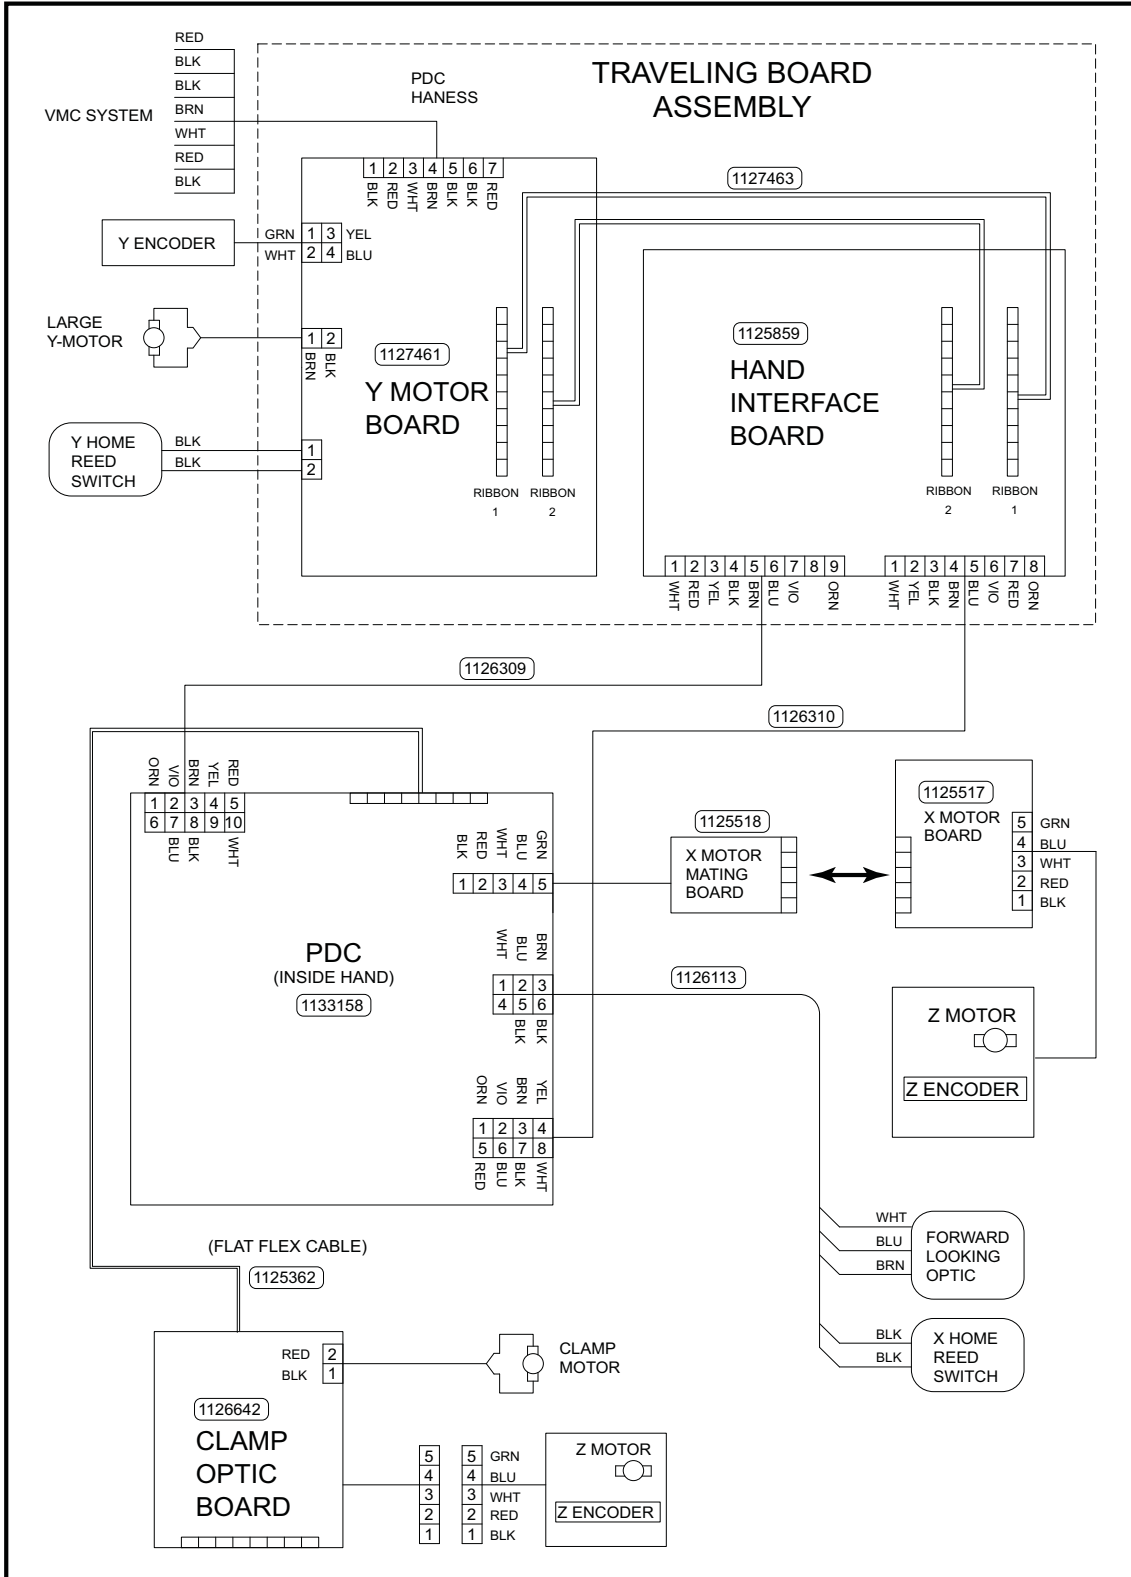 RED
BLK
BLK
BRN
WHT
RED
BLK
VMC SYSTEM
PDC
HANESS
TRAVELING BOARD
ASSEMBLY
1 2 3 4 5 6 7
BLK RED WHT BRN BLK BLK RED
1127463
Y ENCODER
GRN 1 3 YEL
WHT 2 4 BLU
LARGE
Y-MOTOR
1 2
BRN BLK
1127461
Y MOTOR
BOARD
1125859
HAND
INTERFACE
BOARD
Y HOME
REED
SWITCH
BLK 1
BLK 2
RIBBON
1
RIBBON
2
RIBBON
2
RIBBON
1
1 2 3 4 5 6 7 8 9
WHT RED YEL BLK BRN BLU VIO ORN
1 2 3 4 5 6 7 8
WHT YEL BLK BRN BLU VIO RED ORN
1126309
1126310
ORN VIO BRN YEL RED
1 2 3 4 5
6 7 8 9 10
BLU BLK WHT
BLK RED WHT BLU GRN
1 2 3 4 5
1125518
X MOTOR
MATING
BOARD
1125517
X MOTOR
BOARD
5 GRN
4 BLU
3 WHT
2 RED
1 BLK
PDC
(INSIDE HAND)
1133158
WHT BLU BRN
1 2 3
4 5 6
BLK BLK
1126113
Z MOTOR
Z ENCODER
ORN VIO BRN YEL
1 2 3 4
5 6 7 8
RED BLU BLK WHT
WHT
BLU
BRN
FORWARD
LOOKING
OPTIC
(FLAT FLEX CABLE)
1125362
BLK
BLK
X HOME
REED
SWITCH
RED 2
BLK 1
CLAMP
MOTOR
1126642
CLAMP
OPTIC
BOARD
5
4
3
2
1
5 GRN
4 BLU
3 WHT
2 RED
1 BLK
Z MOTOR
Z ENCODER